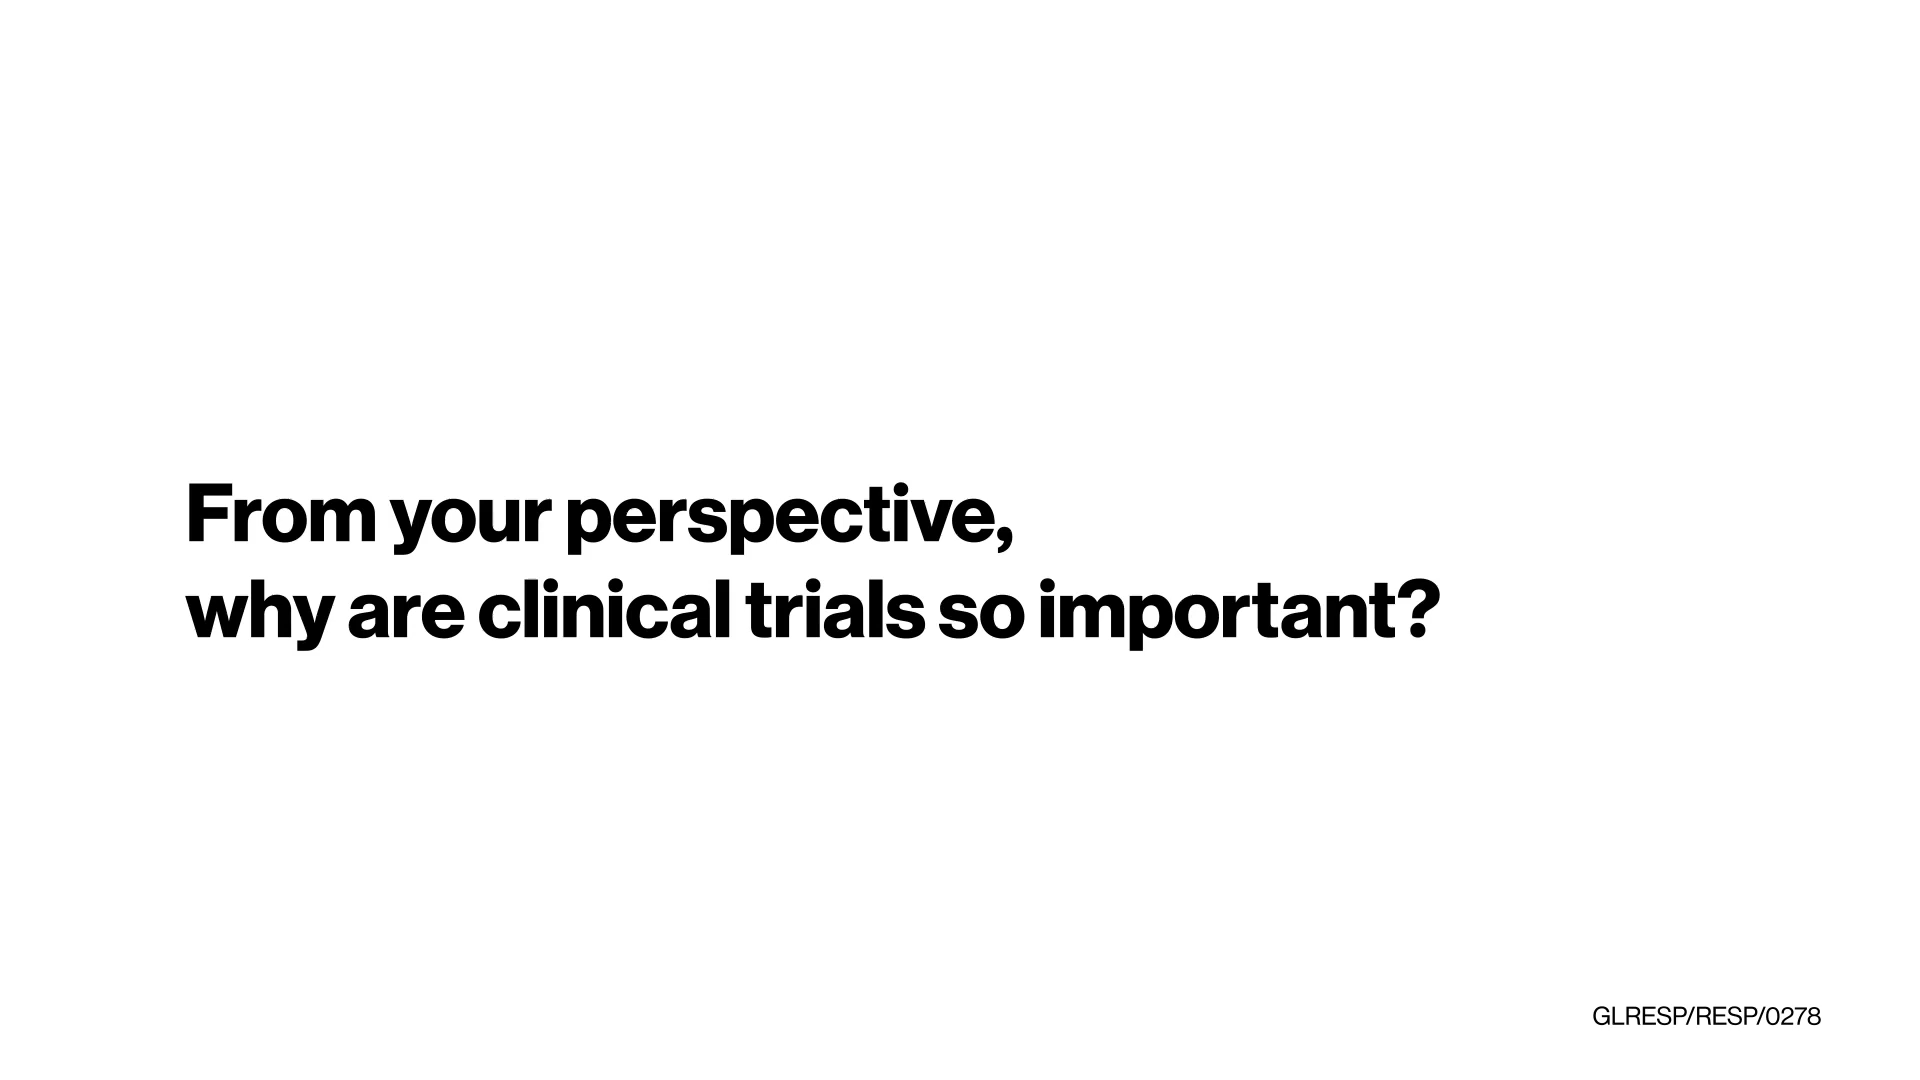 From your perspective,
why are clinical trials so important?
GLRESP/RESP/0278